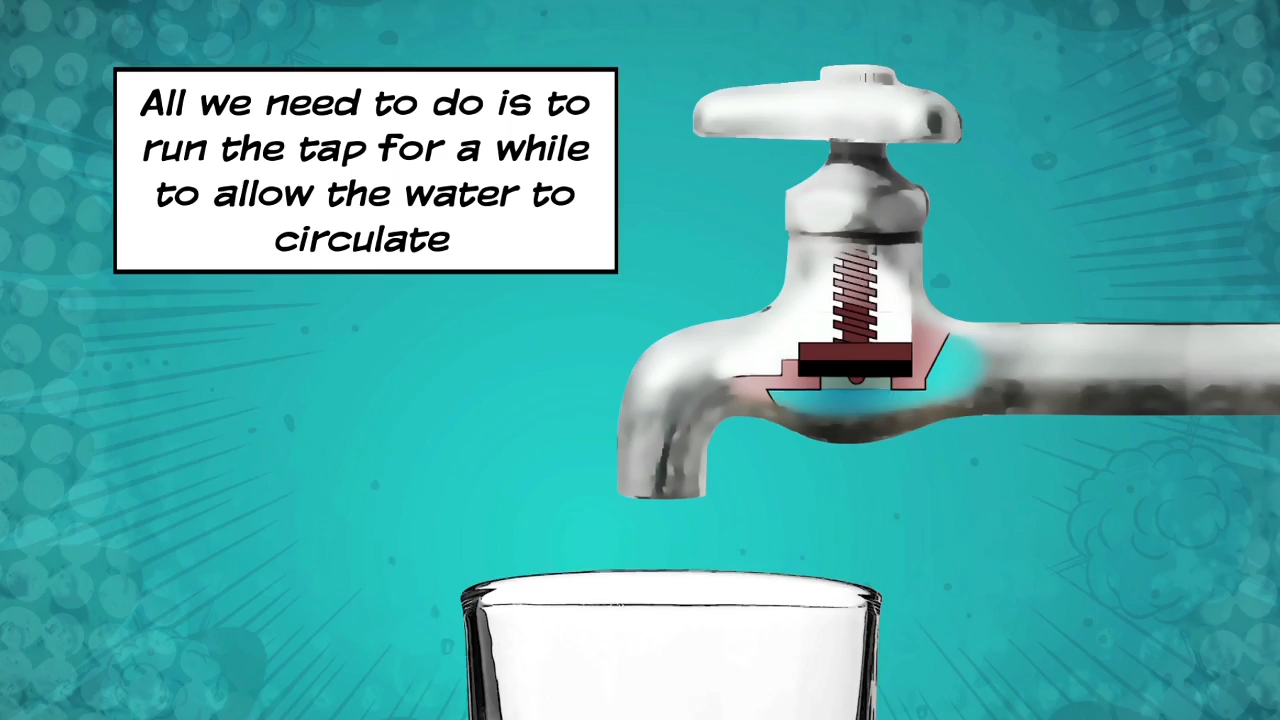 All we need to do is to
run the tap for a while
to allow the water to
circulate